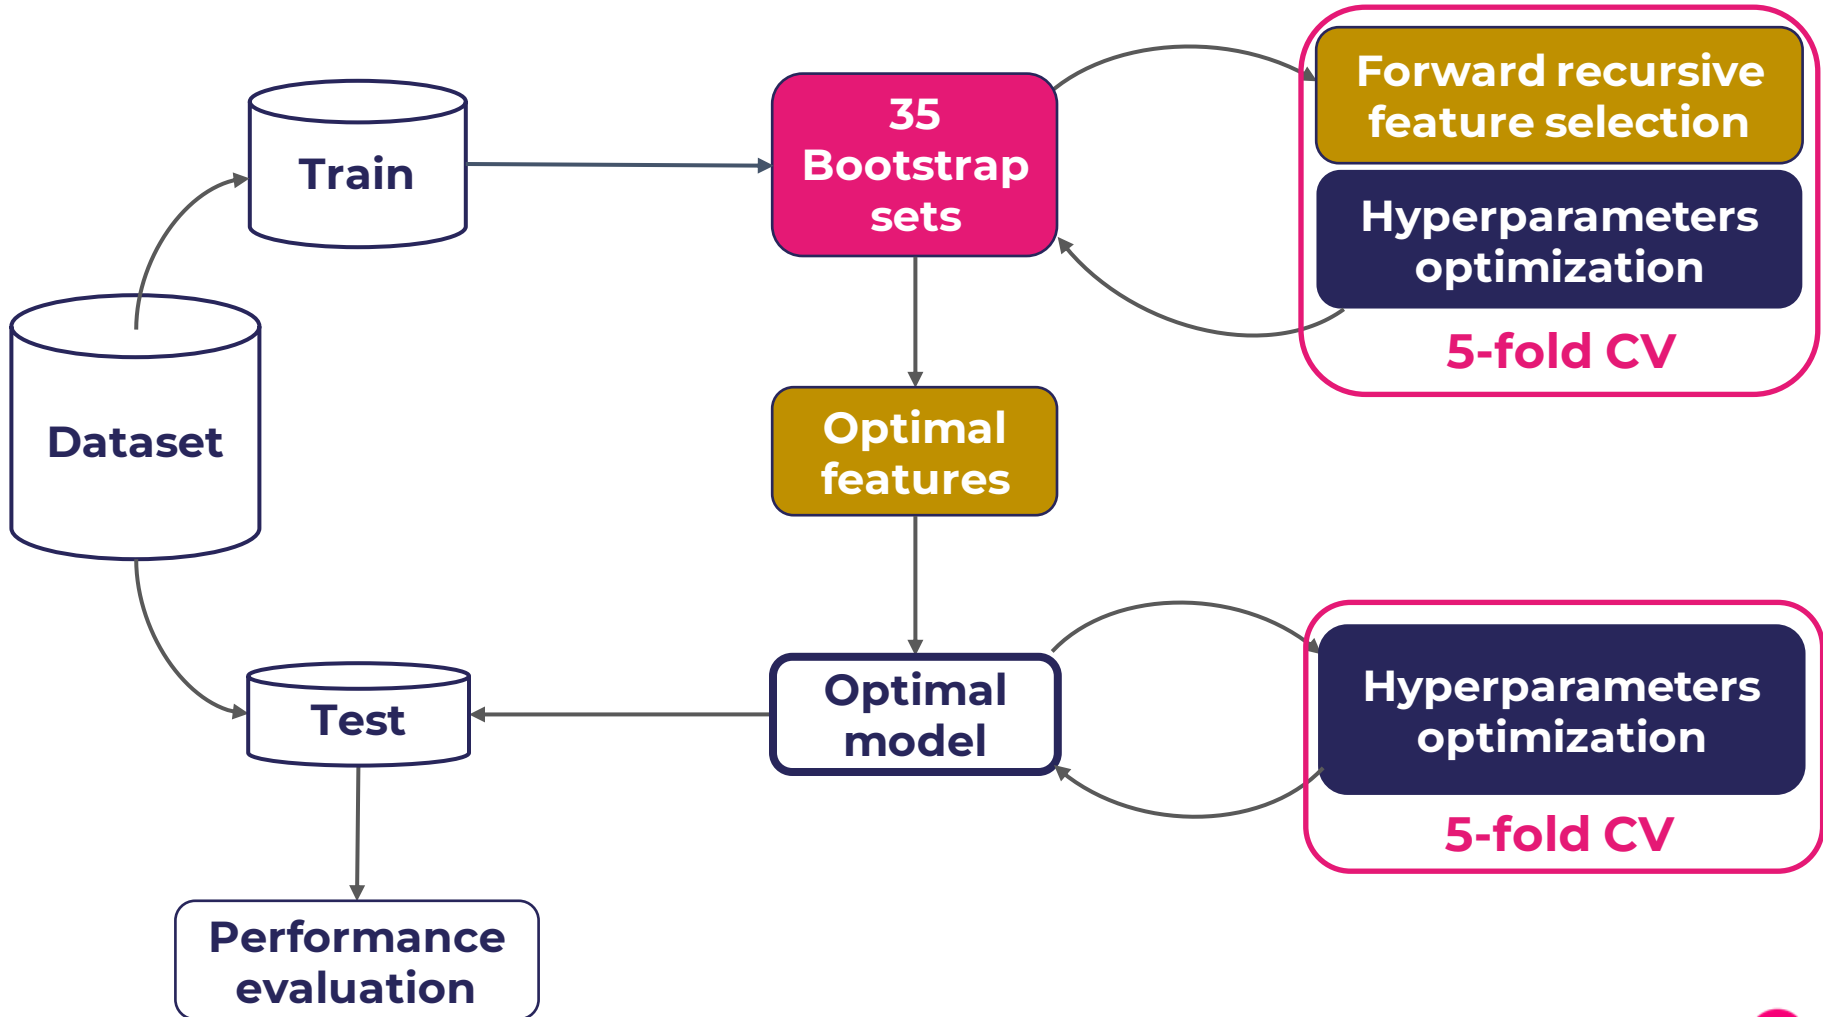 Train
35
Bootstrap
sets
Forward recursive
feature selection
Hyperparameters
optimization
5-fold CV
Dataset
Optimal
features
Test
Optimal
model
Hyperparameters
optimization
5-fold CV
Performance
evaluation